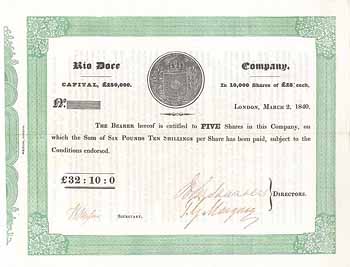 Rio Doce Company.
CAPITAL, £250,000. In 10,000 Shares of £25 each.
No.
LONDON, MARCH 2, 1840.
THE BEARER hereof is entitled to FIVE Shares in this Company, on
which the Sum of SIX POUNDS TEN SHILLINGS per Share has been paid, subject to the
Conditions endorsed.
£32:10:0
DIRECTORS.
SECRETARY.